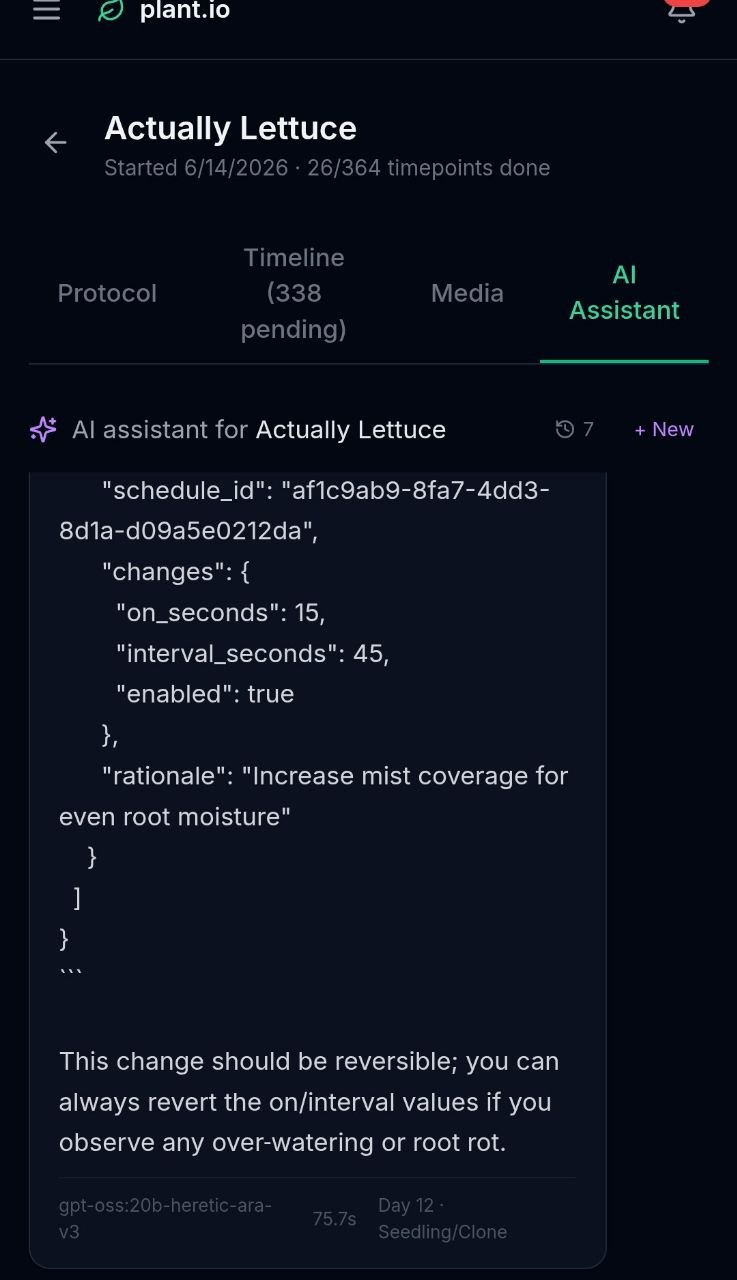 plant.io
Actually Lettuce
Started 6/14/2026 · 26/364 timepoints done
Protocol
Timeline
(338
pending)
Media
AI
Assistant
AI assistant for Actually Lettuce
7
+ New
"schedule_id": "af1c9ab9-8fa7-4dd3-
8d1a-d09a5e0212da",
"changes": {
"on_seconds": 15,
"interval_seconds": 45,
"enabled": true
},
"rationale": "Increase mist coverage for
even root moisture"
}
]
}
```
This change should be reversible; you can
always revert the on/interval values if you
observe any over-watering or root rot.
gpt-oss:20b-heretic-ara-
v3
75.7s
Day 12 ·
Seedling/Clone